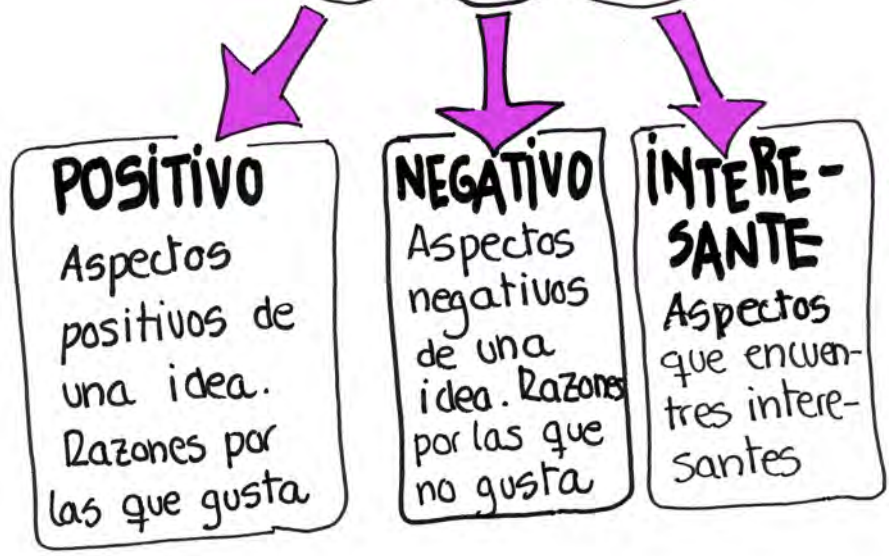 POSiTiVO
Aspectos
positivos de
una idea.
Razones por
las que gusta
NEGATiVO
Aspectos
negativos
de una
idea. Razones
por las que
no gusta
iNTERE-
SANTE
Aspectos
que encuen-
tres intere-
santes